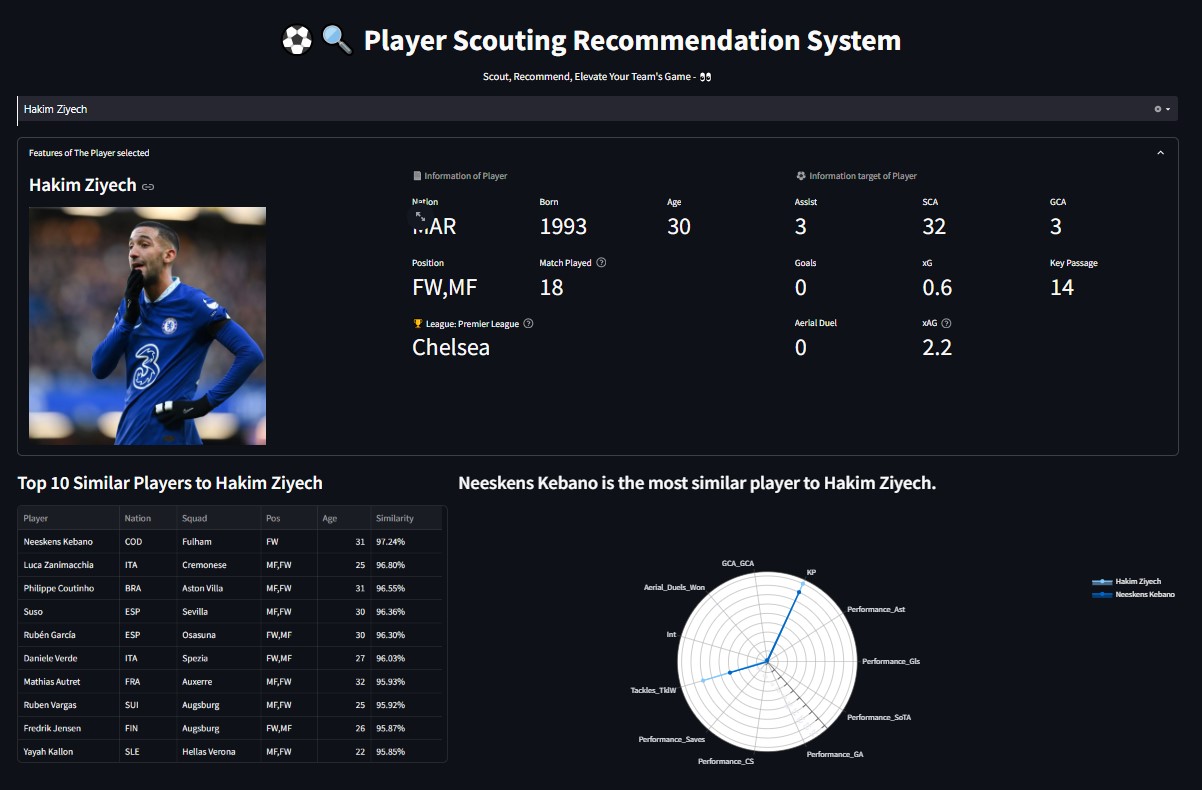 Player Scouting Recommendation System
Scout, Recommend, Elevate Your Team's Game - 👀
Hakim Ziyech
Features of The Player selected
Hakim Ziyech
3
Information of Player
Nation Born Age
MAR 1993 30
Position Match Played
FW,MF 18
🏆 League: Premier League
Chelsea
Information target of Player
Assist SCA GCA
3 32 3
Goals xG Key Passage
0 0.6 14
Aerial Duel xAG
0 2.2
Top 10 Similar Players to Hakim Ziyech
Player Nation Squad Pos Age Similarity
Neeskens Kebano COD Fulham FW 31 97.24%
Luca Zanimacchia ITA Cremonese MF,FW 25 96.80%
Philippe Coutinho BRA Aston Villa MF,FW 31 96.55%
Suso ESP Sevilla MF,FW 30 96.36%
Rubén García ESP Osasuna FW,MF 30 96.30%
Daniele Verde ITA Spezia FW,MF 27 96.03%
Mathias Autret FRA Auxerre MF,FW 32 95.93%
Ruben Vargas SUI Augsburg MF,FW 25 95.92%
Fredrik Jensen FIN Augsburg FW,MF 26 95.87%
Yayah Kallon SLE Hellas Verona MF,FW 22 95.85%
Neeskens Kebano is the most similar player to Hakim Ziyech.
GCA_GCA
KP
Aerial_Duels_Won
Performance_Ast
Int
Performance_Gls
Tackles_TklW
Performance_SoTA
Performance_Saves
Performance_GA
Performance_CS
Hakim Ziyech
Neeskens Kebano